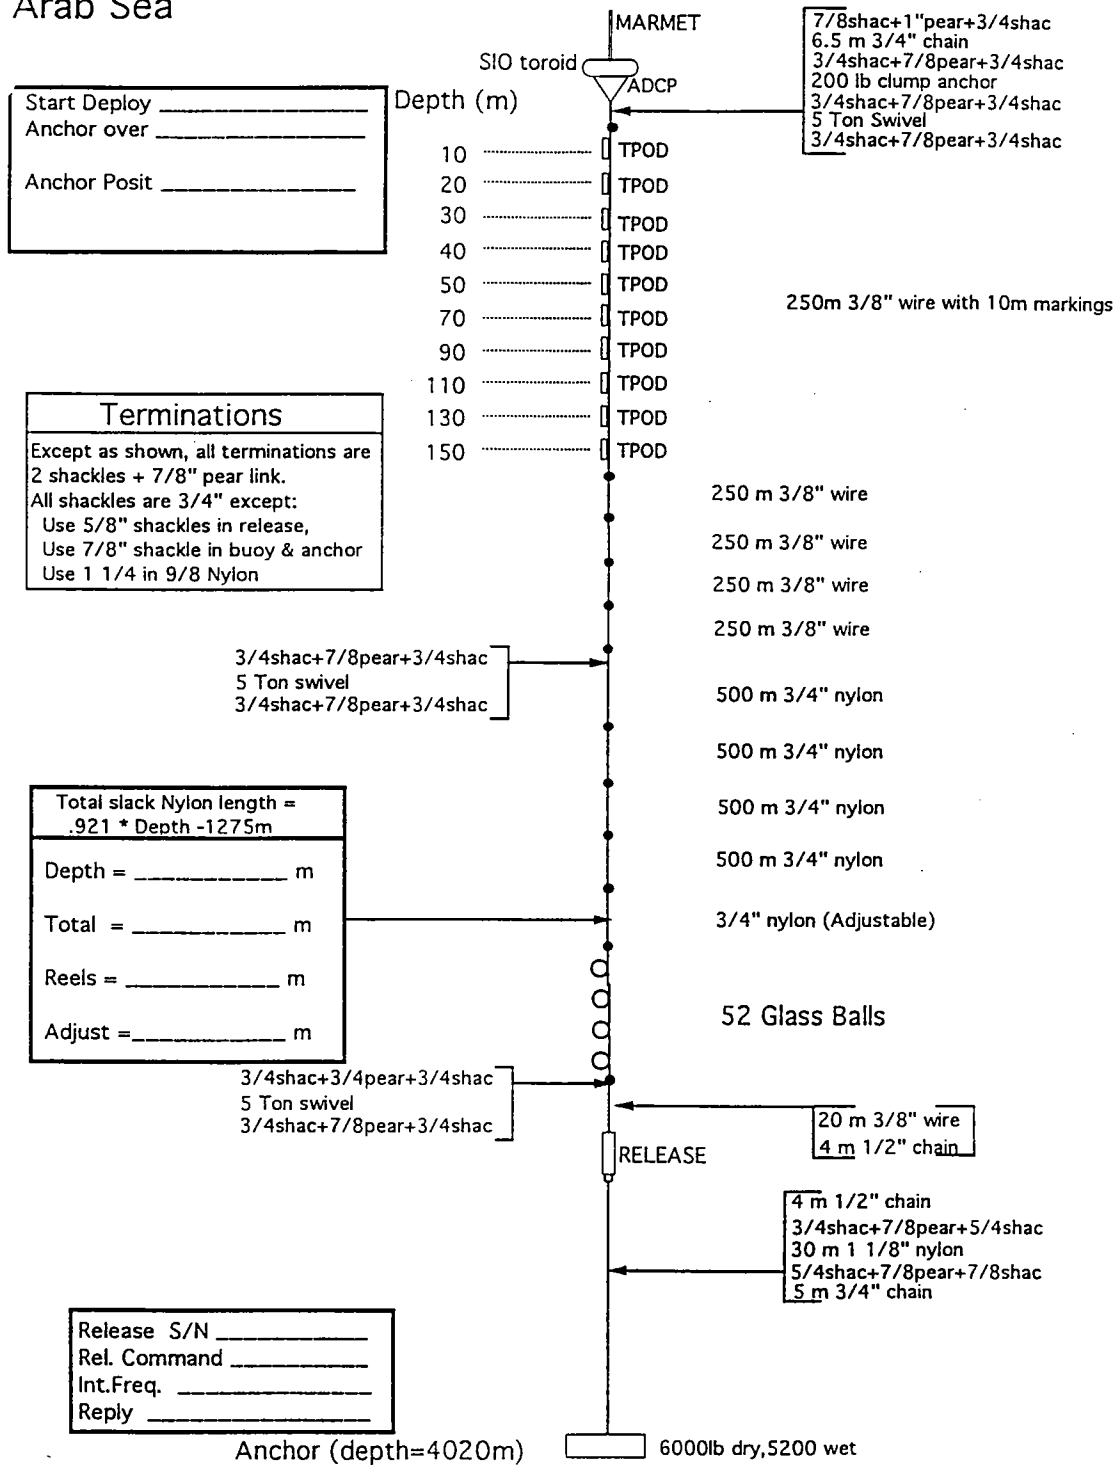 Arab Sea
MARMET
SIO toroid
ADCP
7/8shac+1"pear+3/4shac
6.5 m 3/4" chain
3/4shac+7/8pear+3/4shac
200 lb clump anchor
3/4shac+7/8pear+3/4shac
5 Ton Swivel
3/4shac+7/8pear+3/4shac
Start Deploy ____________
Anchor over ____________
Anchor Posit ____________
Depth (m)
10 TPOD
20 TPOD
30 TPOD
40 TPOD
50 TPOD
70 TPOD
90 TPOD
110 TPOD
130 TPOD
150 TPOD
250m 3/8" wire with 10m markings
Terminations
Except as shown, all terminations are
2 shackles + 7/8" pear link.
All shackles are 3/4" except:
Use 5/8" shackles in release,
Use 7/8" shackle in buoy & anchor
Use 1 1/4 in 9/8 Nylon
250 m 3/8" wire
250 m 3/8" wire
250 m 3/8" wire
250 m 3/8" wire
3/4shac+7/8pear+3/4shac
5 Ton swivel
3/4shac+7/8pear+3/4shac
500 m 3/4" nylon
500 m 3/4" nylon
500 m 3/4" nylon
500 m 3/4" nylon
3/4" nylon (Adjustable)
Total slack Nylon length =
.921 * Depth -1275m
Depth = ____________ m
Total = ____________ m
Reels = ____________ m
Adjust =____________ m
52 Glass Balls
3/4shac+3/4pear+3/4shac
5 Ton swivel
3/4shac+7/8pear+3/4shac
20 m 3/8" wire
4 m 1/2" chain
RELEASE
4 m 1/2" chain
3/4shac+7/8pear+5/4shac
30 m 1 1/8" nylon
5/4shac+7/8pear+7/8shac
5 m 3/4" chain
Release S/N ____________
Rel. Command ____________
Int.Freq. ____________
Reply ____________
Anchor (depth=4020m)
6000lb dry,5200 wet